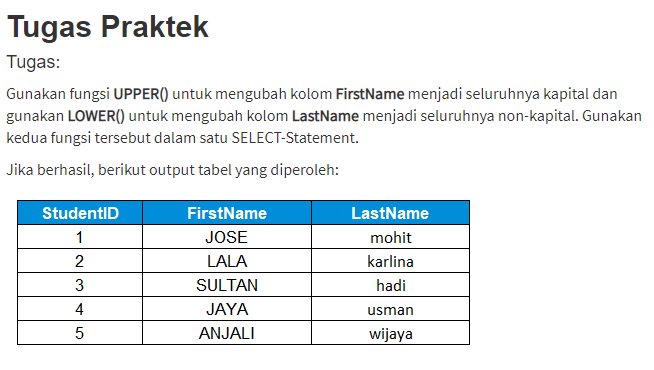 Tugas Praktek
Tugas:
Gunakan fungsi UPPER() untuk mengubah kolom FirstName menjadi seluruhnya kapital dan
gunakan LOWER() untuk mengubah kolom LastName menjadi seluruhnya non-kapital. Gunakan
kedua fungsi tersebut dalam satu SELECT-Statement.
Jika berhasil, berikut output tabel yang diperoleh:
StudentID FirstName LastName
1 JOSE mohit
2 LALA karlina
3 SULTAN hadi
4 JAYA usman
5 ANJALI wijaya